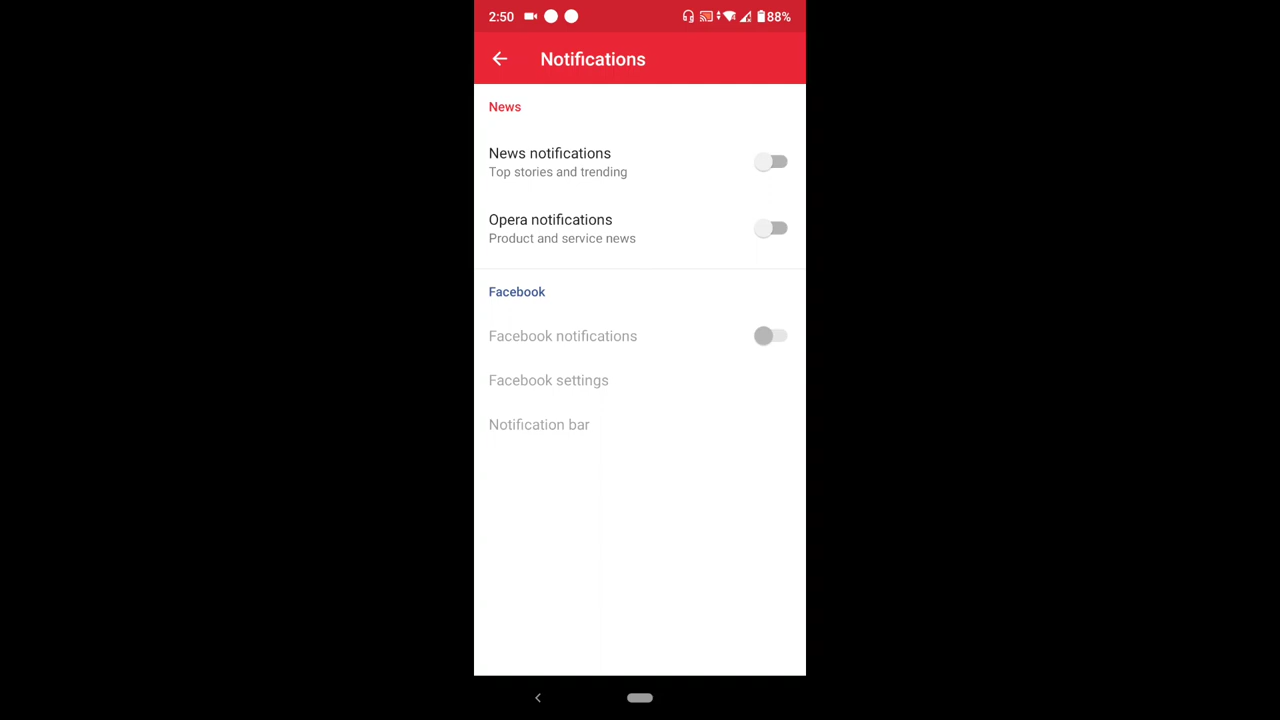 2:50
88%
Notifications
News
News notifications
Top stories and trending
Opera notifications
Product and service news
Facebook
Facebook notifications
Facebook settings
Notification bar